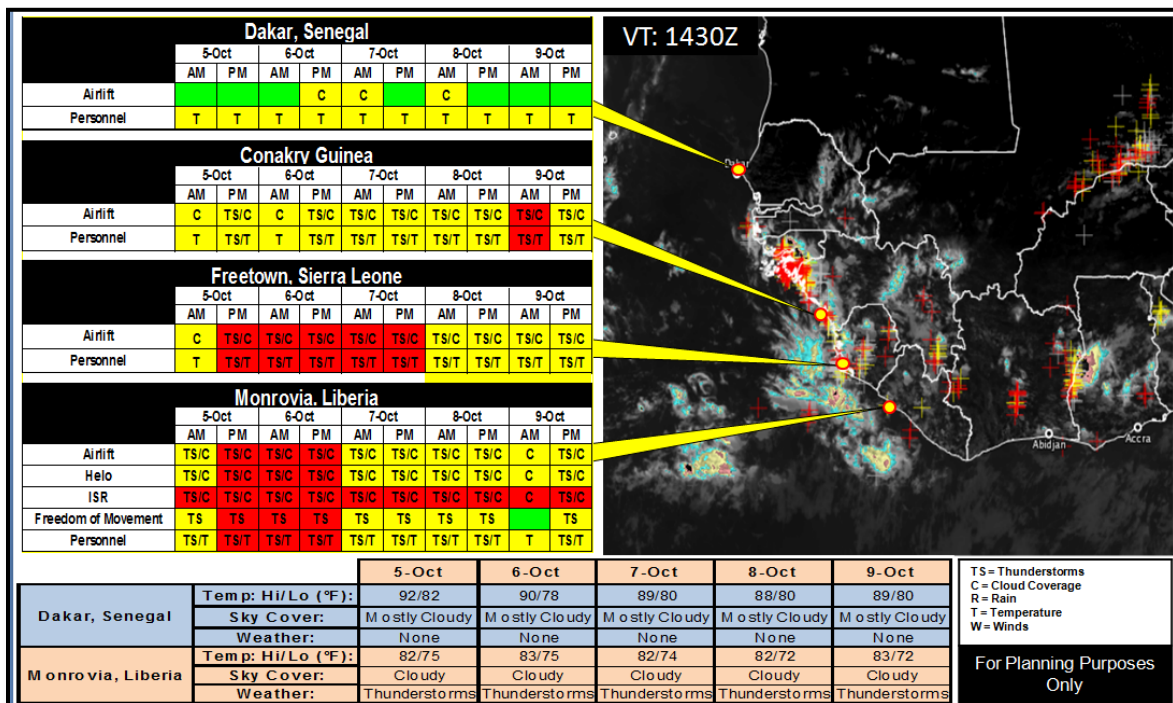 Dakar, Senegal
5-Oct 6-Oct 7-Oct 8-Oct 9-Oct
AM PM AM PM AM PM AM PM AM PM
Airlift C C C
Personnel T T T T T T T T T T
Conakry Guinea
5-Oct 6-Oct 7-Oct 8-Oct 9-Oct
AM PM AM PM AM PM AM PM AM PM
Airlift C TS/C C TS/C TS/C TS/C TS/C TS/C TS/C TS/C
Personnel T TS/T T TS/T TS/T TS/T TS/T TS/T TS/T TS/T
Freetown, Sierra Leone
5-Oct 6-Oct 7-Oct 8-Oct 9-Oct
AM PM AM PM AM PM AM PM AM PM
Airlift C TS/C TS/C TS/C TS/C TS/C TS/C TS/C TS/C TS/C
Personnel T TS/T TS/T TS/T TS/T TS/T TS/T TS/T TS/T TS/T
Monrovia, Liberia
5-Oct 6-Oct 7-Oct 8-Oct 9-Oct
AM PM AM PM AM PM AM PM AM PM
Airlift TS/C TS/C TS/C TS/C TS/C TS/C TS/C TS/C C TS/C
Helo TS/C TS/C TS/C TS/C TS/C TS/C TS/C TS/C C TS/C
ISR TS/C TS/C TS/C TS/C TS/C TS/C TS/C TS/C C TS/C
Freedom of Movement TS TS TS TS TS TS TS TS TS
Personnel TS/T TS/T TS/T TS/T TS/T TS/T TS/T TS/T T TS/T
VT: 1430Z
Dakar
Abidjan
Accra
5-Oct 6-Oct 7-Oct 8-Oct 9-Oct
Dakar, Senegal
Temp: Hi/Lo (°F): 92/82 90/78 89/80 88/80 89/80
Sky Cover: Mostly Cloudy Mostly Cloudy Mostly Cloudy Mostly Cloudy Mostly Cloudy
Weather: None None None None None
Monrovia, Liberia
Temp: Hi/Lo (°F): 82/75 83/75 82/74 82/72 83/72
Sky Cover: Cloudy Cloudy Cloudy Cloudy Cloudy
Weather: Thunderstorms Thunderstorms Thunderstorms Thunderstorms Thunderstorms
TS = Thunderstorms
C = Cloud Coverage
R = Rain
T = Temperature
W = Winds
For Planning Purposes
Only